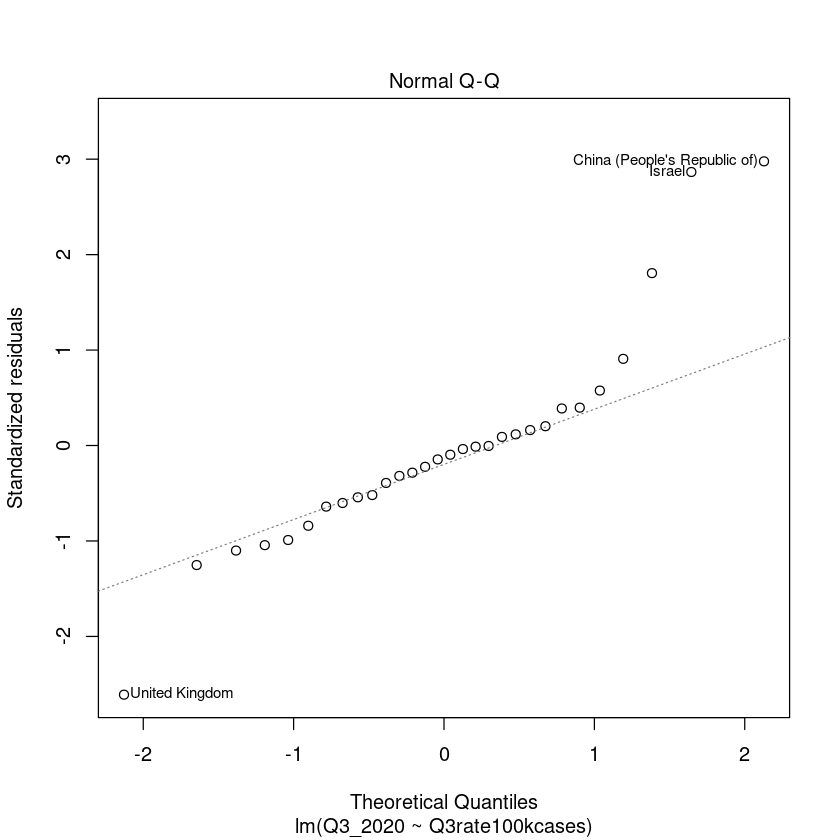 Normal Q-Q
3
2
1
0
-1
-2
Standardized residuals
China (People's Republic of)
Israel
United Kingdom
-2 -1 0 1 2
Theoretical Quantiles
lm(Q3_2020 ~ Q3rate100kcases)